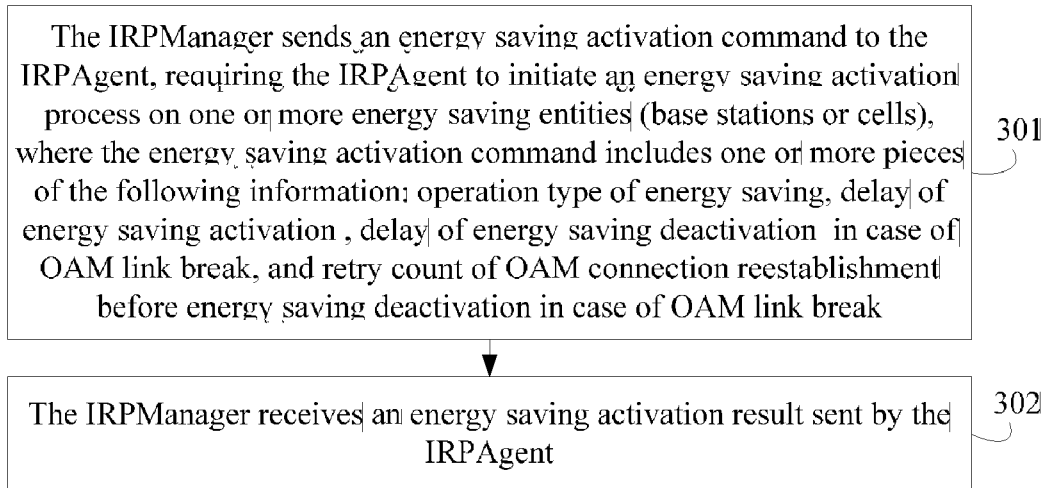 The IRPManager sends an energy saving activation command to the
IRPAgent, requiring the IRPAgent to initiate an energy saving activation
process on one or more energy saving entities (base stations or cells),
where the energy saving activation command includes one or more pieces
of the following information: operation type of energy saving, delay of
energy saving activation , delay of energy saving deactivation in case of
OAM link break, and retry count of OAM connection reestablishment
before energy saving deactivation in case of OAM link break
301
The IRPManager receives an energy saving activation result sent by the
IRPAgent
302